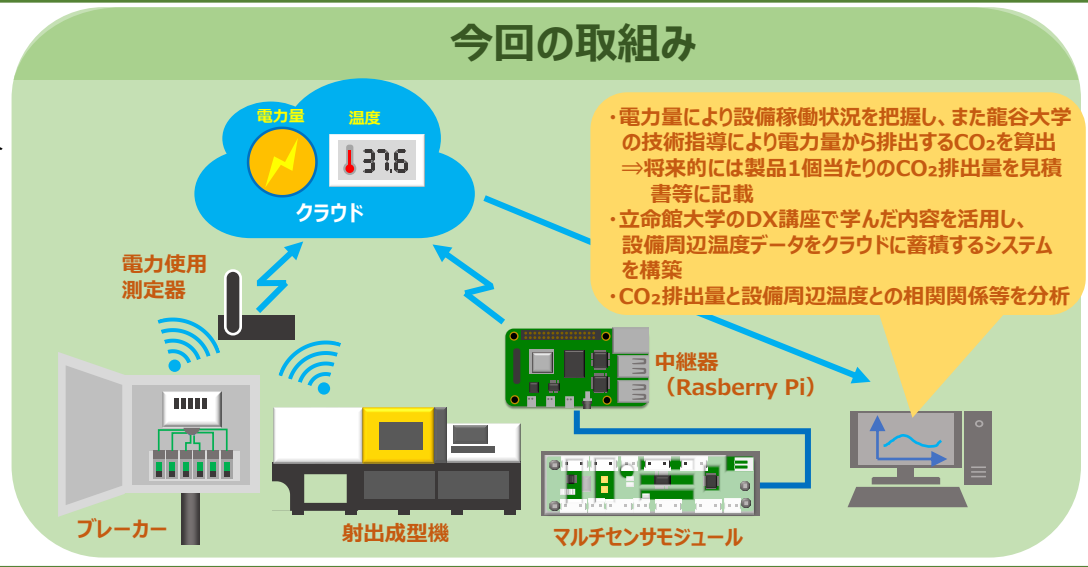 今回の取組み
電力量
温度
37.6
クラウド
・電力量により設備稼働状況を把握し、また龍谷大学
の技術指導により電力量から排出するCO₂を算出
⇒将来的には製品1個当たりのCO₂排出量を見積
書等に記載
・立命館大学のDX講座で学んだ内容を活用し、
設備周辺温度データをクラウドに蓄積するシステム
を構築
・CO₂排出量と設備周辺温度との相関関係等を分析
電力使用
測定器
中継器
（Rasberry Pi）
ブレーカー
射出成型機
マルチセンサモジュール